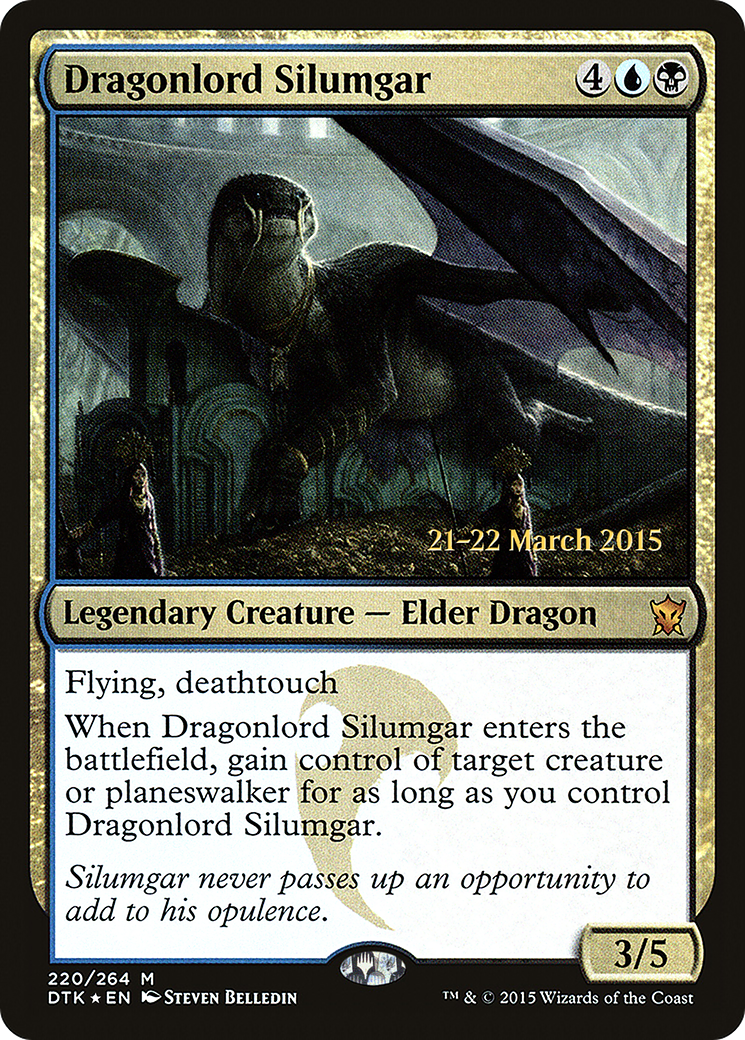 Dragonlord Silumgar 4
21–22 March 2015
Legendary Creature — Elder Dragon
Flying, deathtouch
When Dragonlord Silumgar enters the
battlefield, gain control of target creature
or planeswalker for as long as you control
Dragonlord Silumgar.
Silumgar never passes up an opportunity to
add to his opulence.
3/5
220/264 M
DTK★EN Steven Belledin
™ & © 2015 Wizards of the Coast